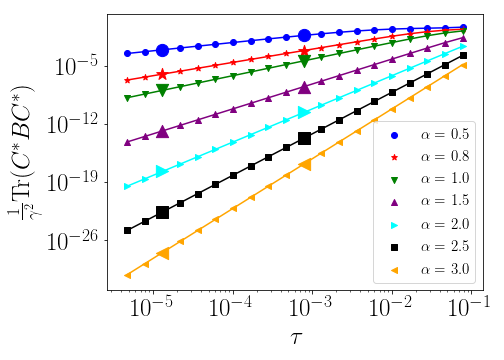 1/γ² Tr(C*BC*)
10⁻⁵
10⁻¹²
10⁻¹⁹
10⁻²⁶
α = 0.5
α = 0.8
α = 1.0
α = 1.5
α = 2.0
α = 2.5
α = 3.0
10⁻⁵ 10⁻⁴ 10⁻³ 10⁻² 10⁻¹
τ